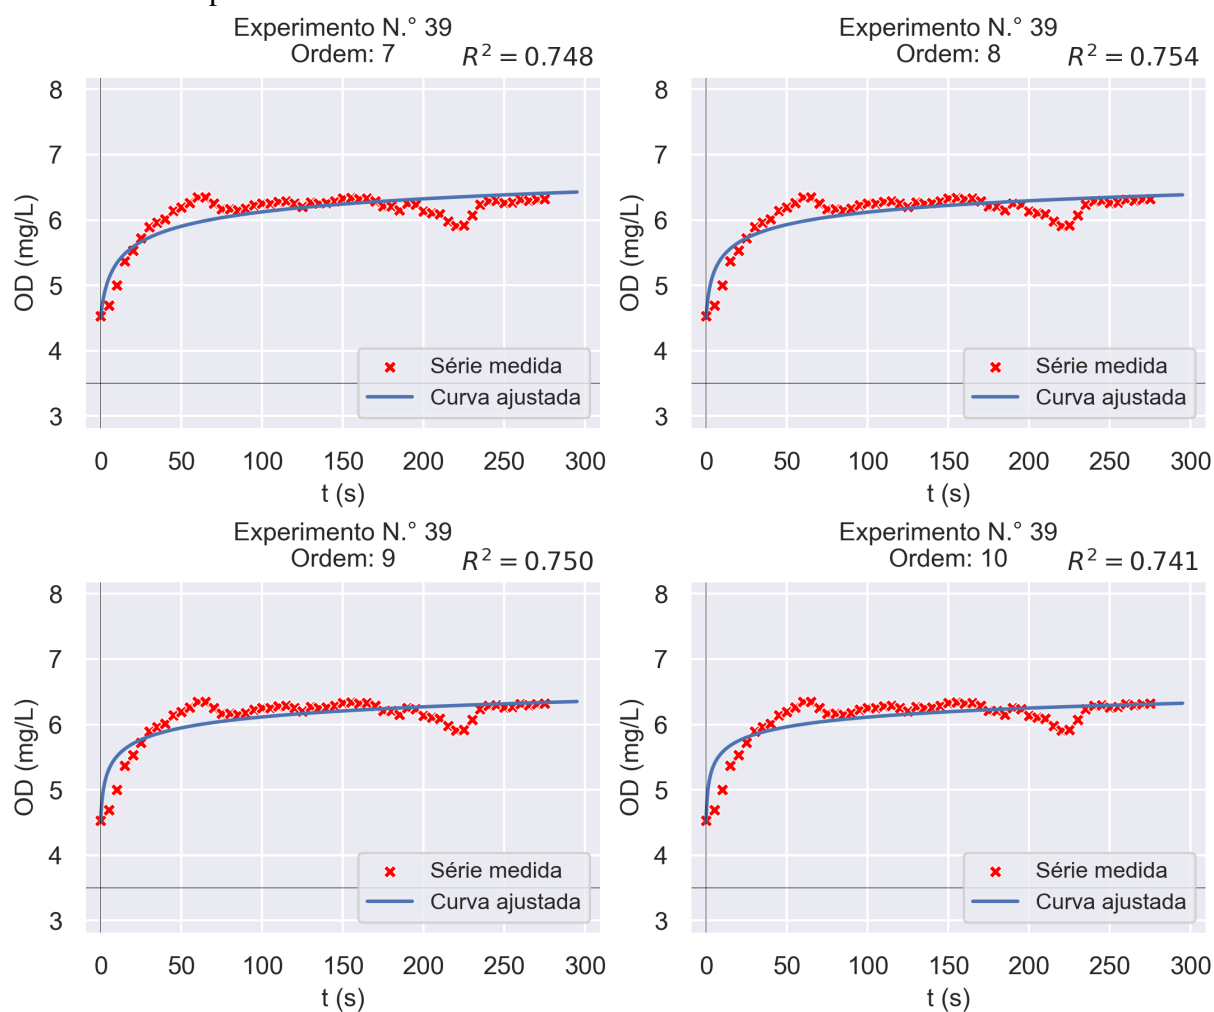 Experimento N.° 39
Ordem: 7
R² = 0.748
8
7
6
5
4
3
OD (mg/L)
Série medida
Curva ajustada
0 50 100 150 200 250 300
t (s)
Experimento N.° 39
Ordem: 8
R² = 0.754
8
7
6
5
4
3
OD (mg/L)
Série medida
Curva ajustada
0 50 100 150 200 250 300
t (s)
Experimento N.° 39
Ordem: 9
R² = 0.750
8
7
6
5
4
3
OD (mg/L)
Série medida
Curva ajustada
0 50 100 150 200 250 300
t (s)
Experimento N.° 39
Ordem: 10
R² = 0.741
8
7
6
5
4
3
OD (mg/L)
Série medida
Curva ajustada
0 50 100 150 200 250 300
t (s)